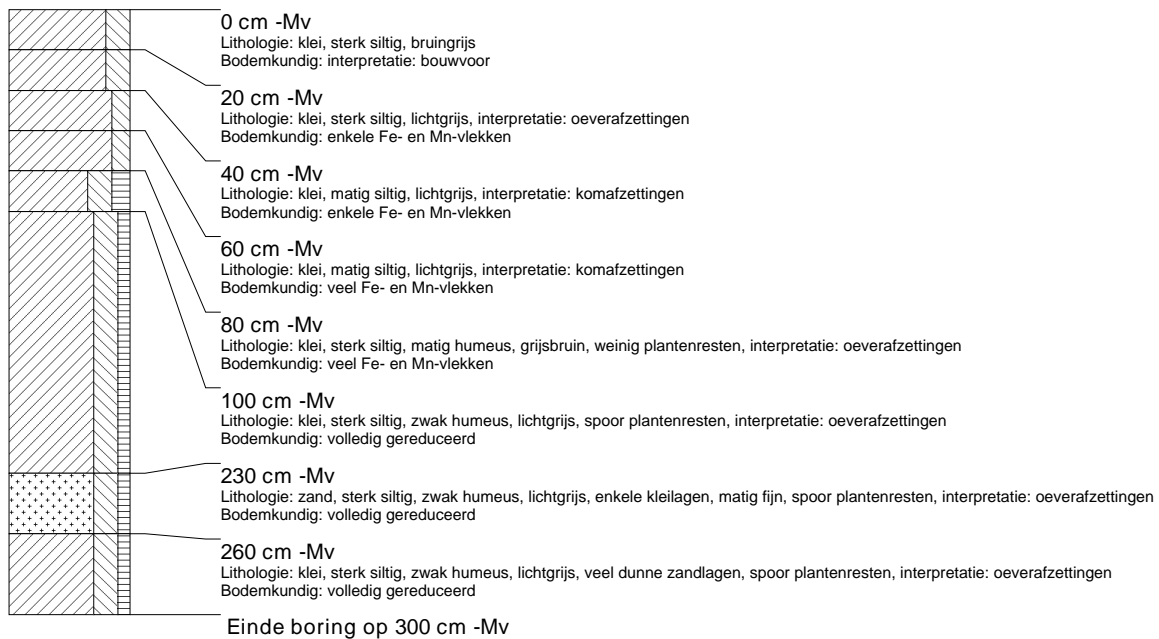 0 cm -Mv
Lithologie: klei, sterk siltig, bruingrijs
Bodemkundig: interpretatie: bouwvoor
20 cm -Mv
Lithologie: klei, sterk siltig, lichtgrijs, interpretatie: oeverafzettingen
Bodemkundig: enkele Fe- en Mn-vlekken
40 cm -Mv
Lithologie: klei, matig siltig, lichtgrijs, interpretatie: komafzettingen
Bodemkundig: enkele Fe- en Mn-vlekken
60 cm -Mv
Lithologie: klei, matig siltig, lichtgrijs, interpretatie: komafzettingen
Bodemkundig: veel Fe- en Mn-vlekken
80 cm -Mv
Lithologie: klei, sterk siltig, matig humeus, grijsbruin, weinig plantenresten, interpretatie: oeverafzettingen
Bodemkundig: veel Fe- en Mn-vlekken
100 cm -Mv
Lithologie: klei, sterk siltig, zwak humeus, lichtgrijs, spoor plantenresten, interpretatie: oeverafzettingen
Bodemkundig: volledig gereduceerd
230 cm -Mv
Lithologie: zand, sterk siltig, zwak humeus, lichtgrijs, enkele kleilagen, matig fijn, spoor plantenresten, interpretatie: oeverafzettingen
Bodemkundig: volledig gereduceerd
260 cm -Mv
Lithologie: klei, sterk siltig, zwak humeus, lichtgrijs, veel dunne zandlagen, spoor plantenresten, interpretatie: oeverafzettingen
Bodemkundig: volledig gereduceerd
Einde boring op 300 cm -Mv